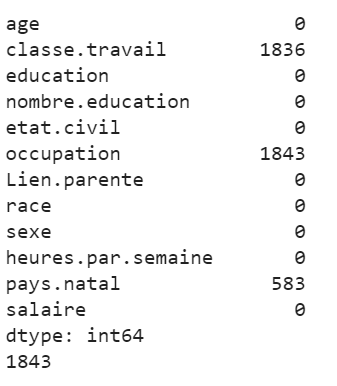 age 0
classe.travail 1836
education 0
nombre.education 0
etat.civil 0
occupation 1843
Lien.parente 0
race 0
sexe 0
heures.par.semaine 0
pays.natal 583
salaire 0
dtype: int64
1843